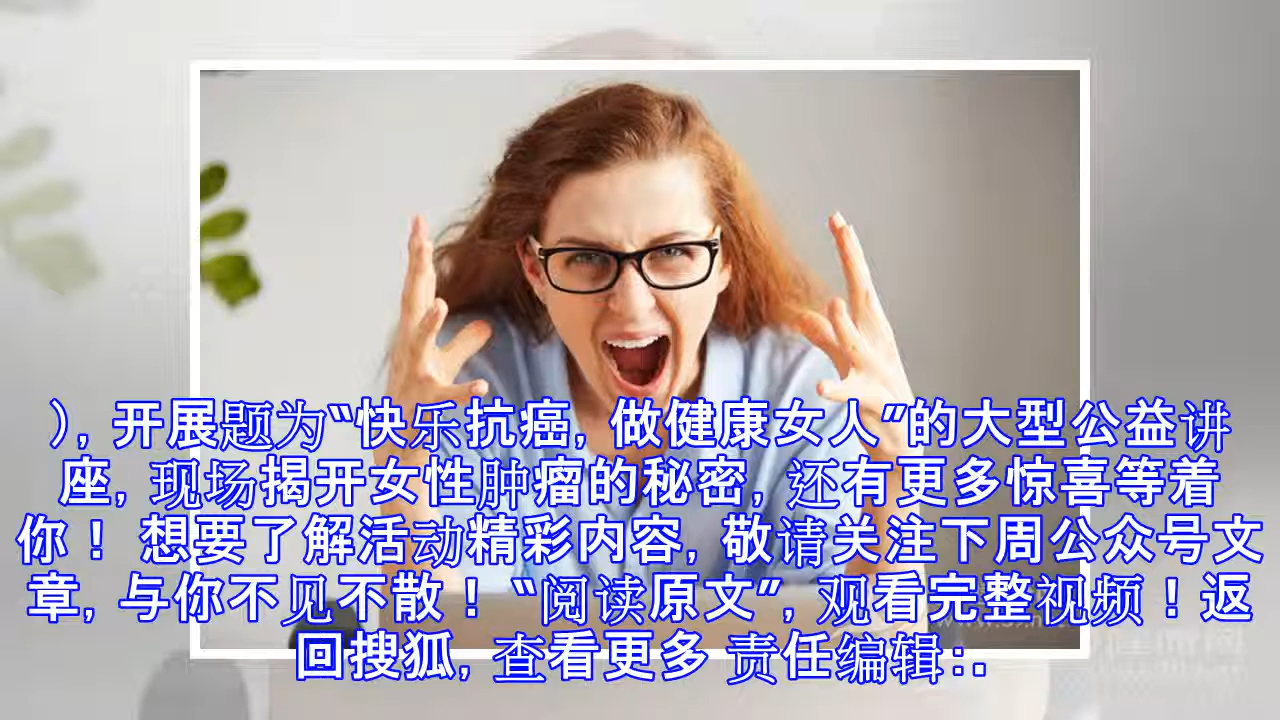 ），开展题为“快乐抗癌，做健康女人”的大型公益讲
座，现场揭开女性肿瘤的秘密，还有更多惊喜等着
你！ 想要了解活动精彩内容，敬请关注下周公众号文
章，与你不见不散！“阅读原文”，观看完整视频！返
回搜狐，查看更多 责任编辑：.